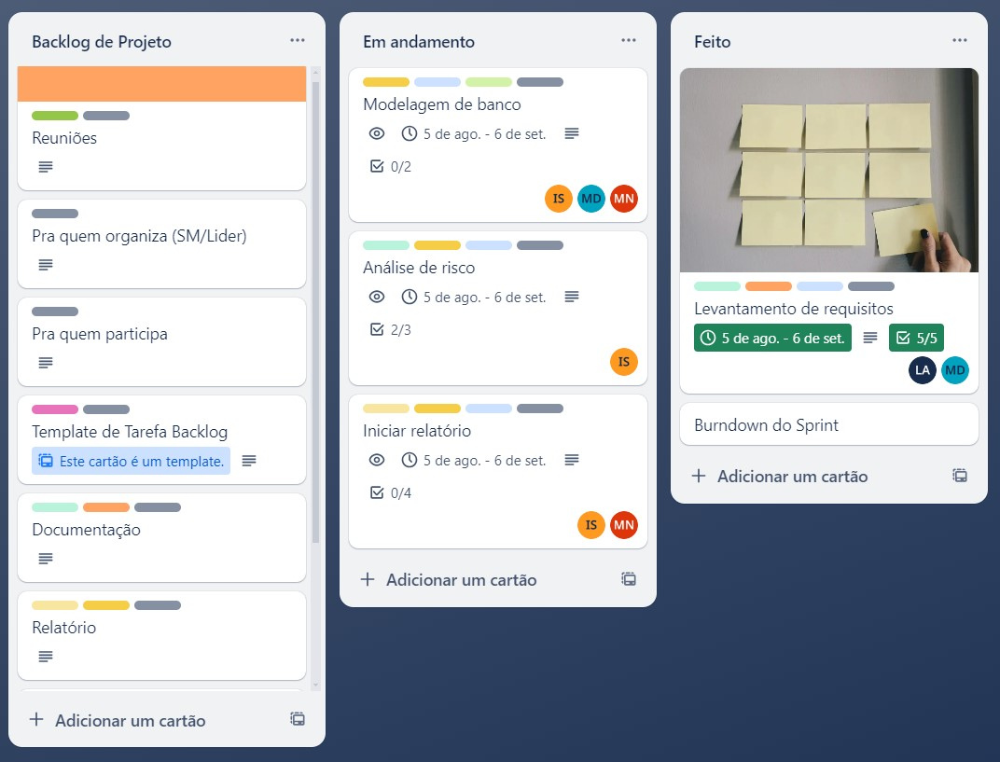 Backlog de Projeto
Reuniões
Pra quem organiza (SM/Lider)
Pra quem participa
Template de Tarefa Backlog
Este cartão é um template.
Documentação
Relatório
Adicionar um cartão
Em andamento
Modelagem de banco
5 de ago. - 6 de set.
0/2
IS MD MN
Análise de risco
5 de ago. - 6 de set.
2/3
IS
Iniciar relatório
5 de ago. - 6 de set.
0/4
IS MN
Adicionar um cartão
Feito
Levantamento de requisitos
5 de ago. - 6 de set. 5/5
LA MD
Burndown do Sprint
Adicionar um cartão